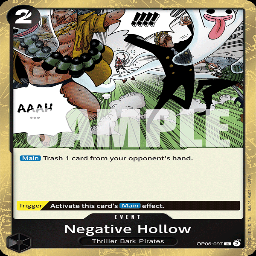 2
!!!!
!!!
AAAH
...
SAMPLE
Main Trash 1 card from your opponent's hand.
Trigger Activate this card's Main effect.
EVENT
Negative Hollow
Thriller Bark Pirates